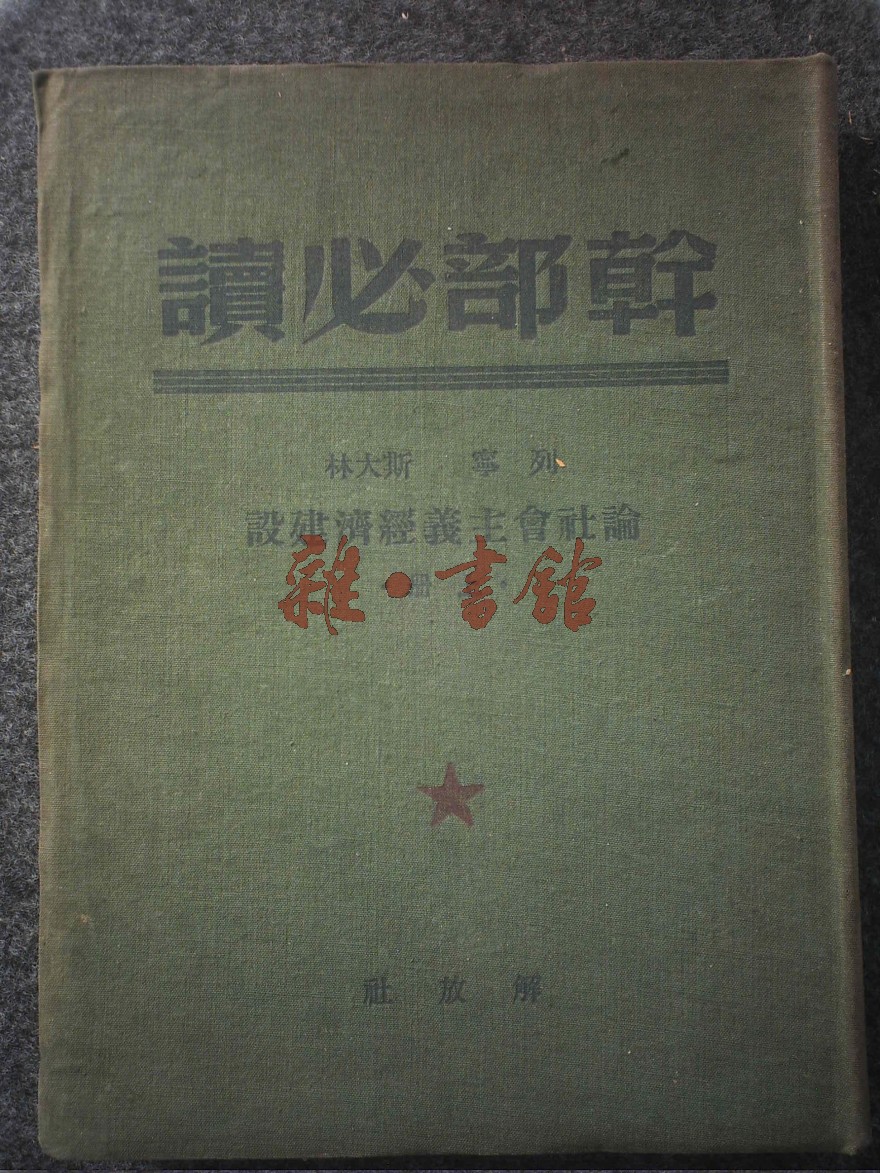 幹部必讀
列寧 斯大林
論社會主義經濟建設
冊
雜•書館
解放社